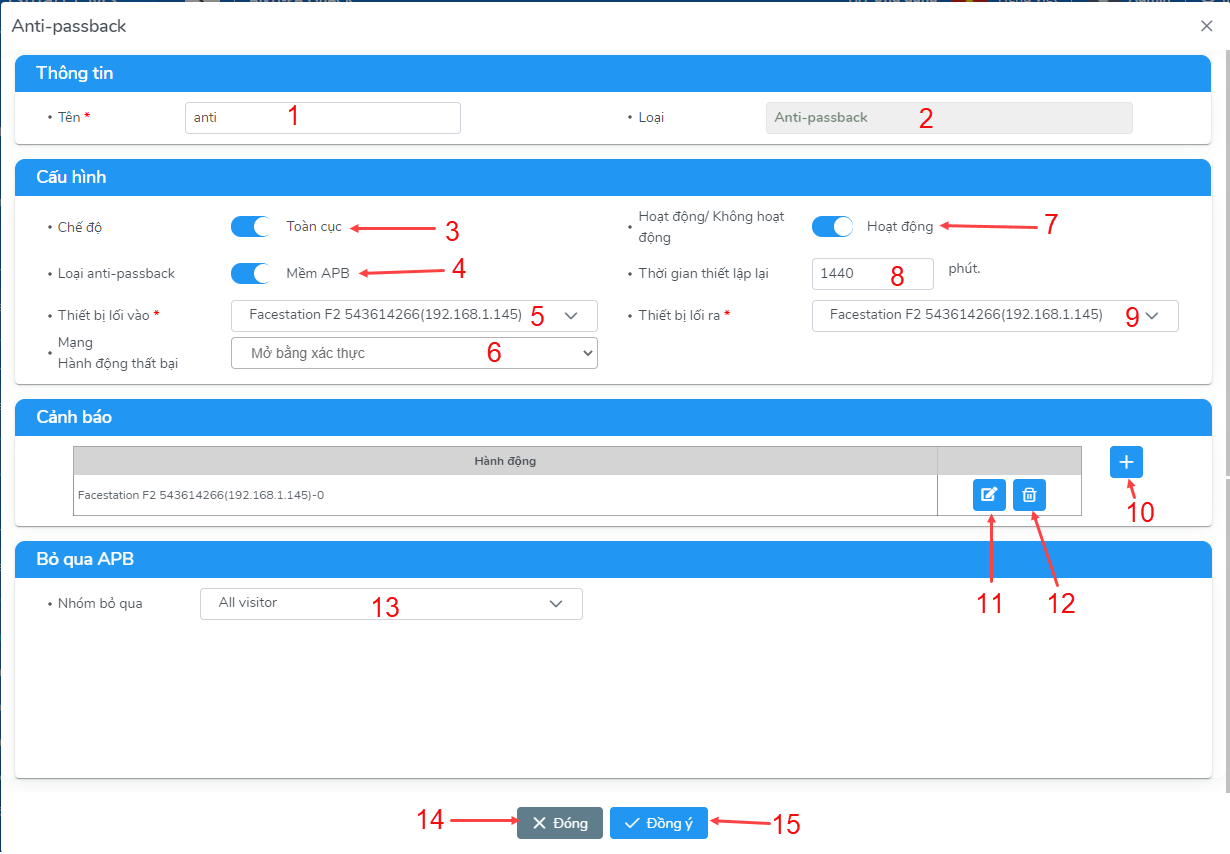 Anti-passback
Thông tin
• Tên * anti 1 • Loại Anti-passback 2
Cấu hình
• Chế độ Toàn cục 3 • Hoạt động/ Không hoạt động Hoạt động 7
• Loại anti-passback Mềm APB 4 • Thời gian thiết lập lại 1440 8 phút.
• Thiết bị lối vào * Facestation F2 543614266(192.168.1.145) 5 • Thiết bị lối ra * Facestation F2 543614266(192.168.1.145) 9
• Mạng
Hành động thất bại Mở bằng xác thực 6
Cảnh báo
Hành động
Facestation F2 543614266(192.168.1.145)-0
10
11 12
Bỏ qua APB
• Nhóm bỏ qua All visitor 13
14 Đóng Đồng ý 15